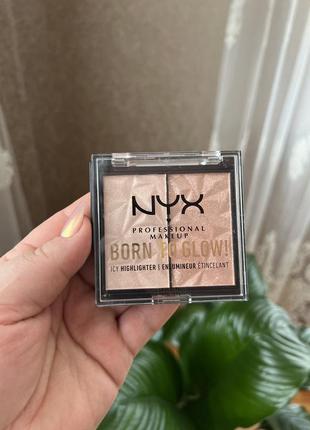 NYX
PROFESSIONAL
MAKEUP
BORN TO GLOW!
ICY HIGHLIGHTER | ENLUMINEUR ÉTINCELANT